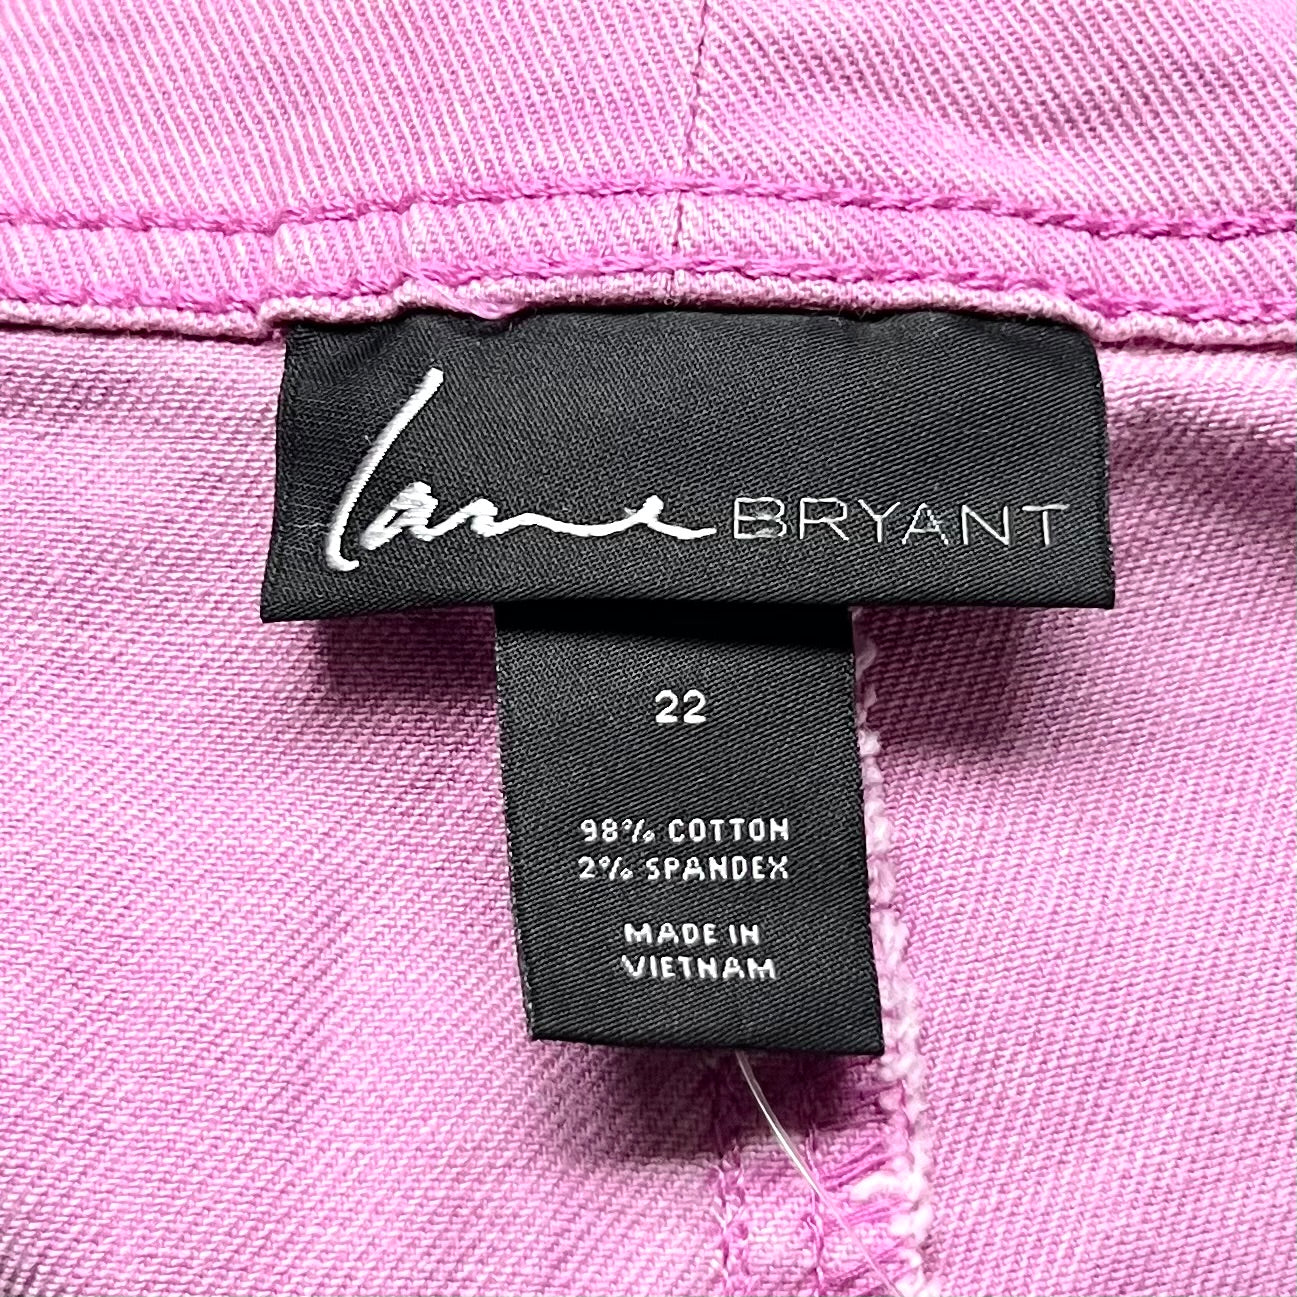 Lane BRYANT
22
98% COTTON
2% SPANDEX
MADE IN
VIETNAM